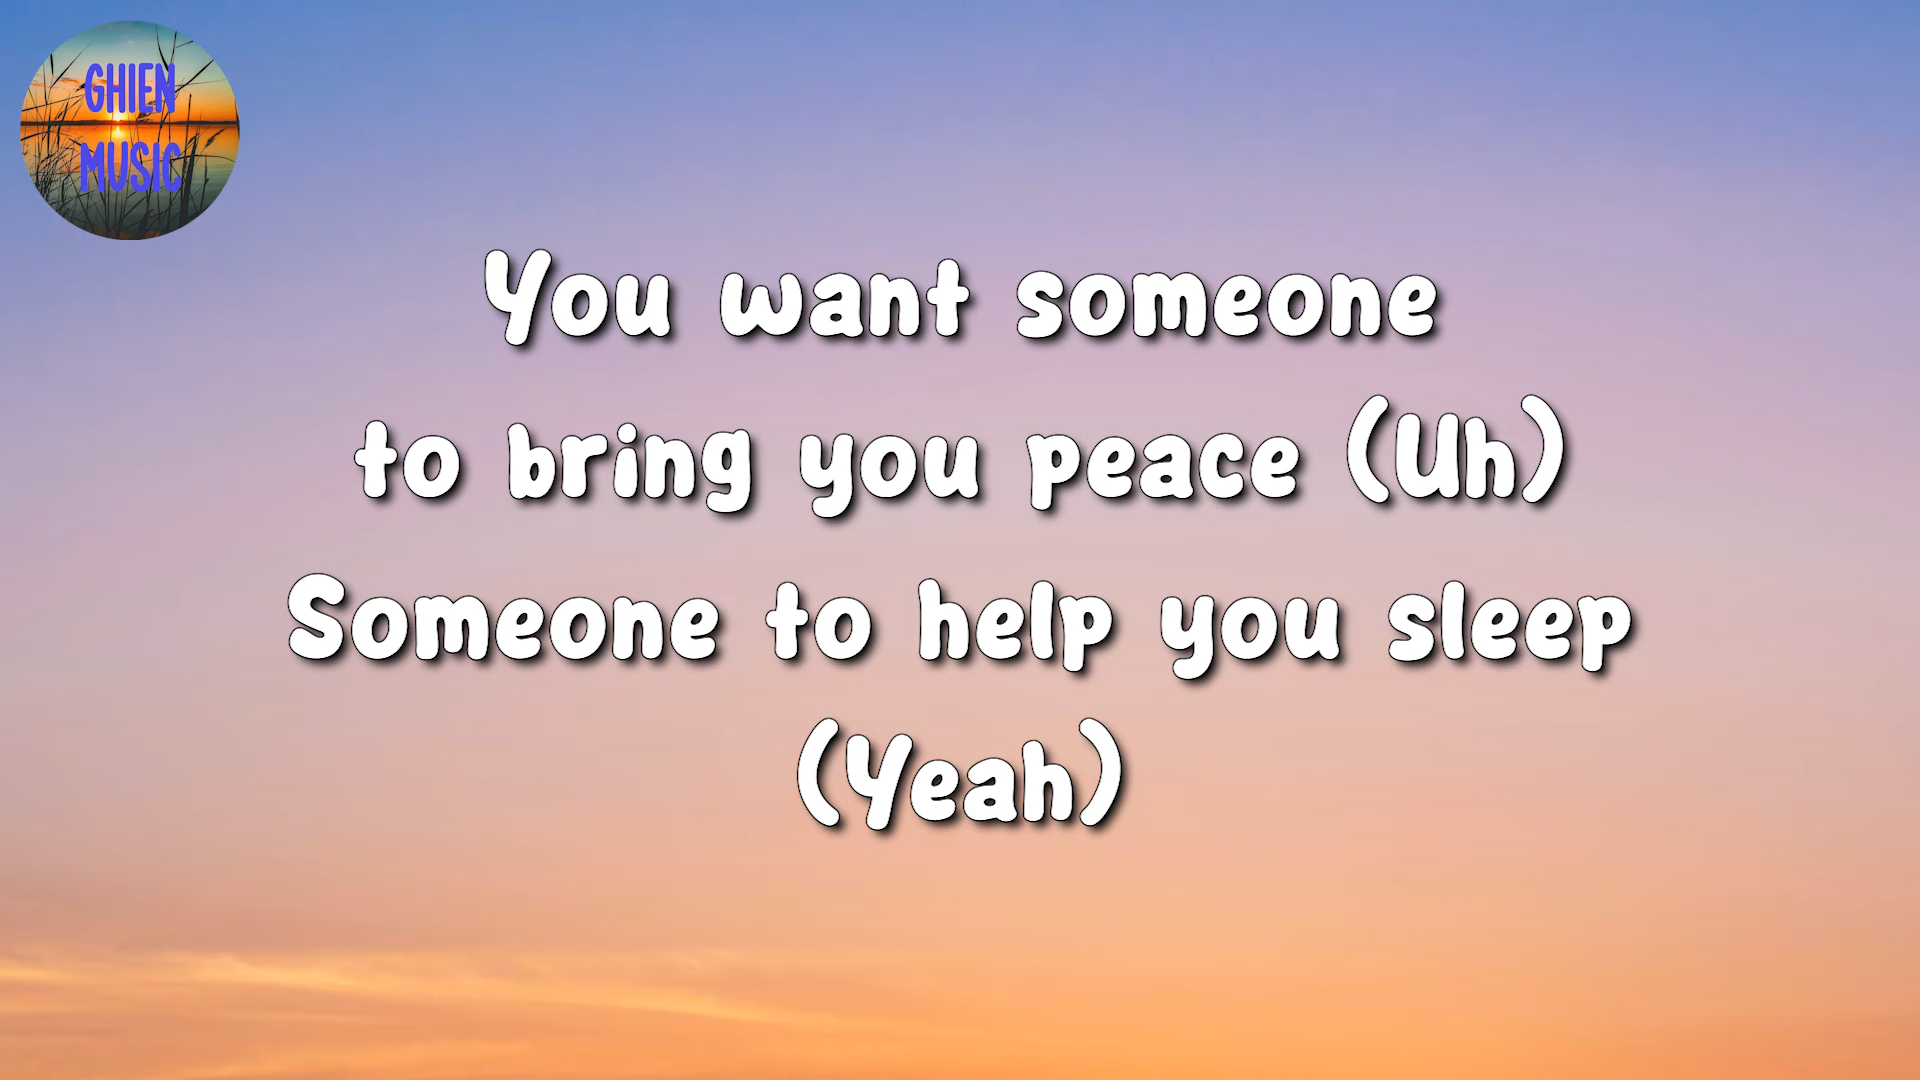 GHIEN
MUSIC
You want someone
to bring you peace (Uh)
Someone to help you sleep
(Yeah)